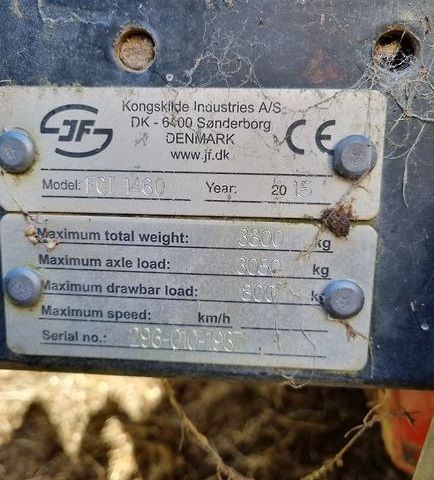 JF
Kongskilde Industries A/S
DK - 6400 Sønderborg
DENMARK
www.jf.dk
CE
Model: FCT 1460 Year: 2015
Maximum total weight: 3800 kg
Maximum axle load: 3050 kg
Maximum drawbar load: 800 kg
Maximum speed: km/h
Serial no.: 296-010-1967